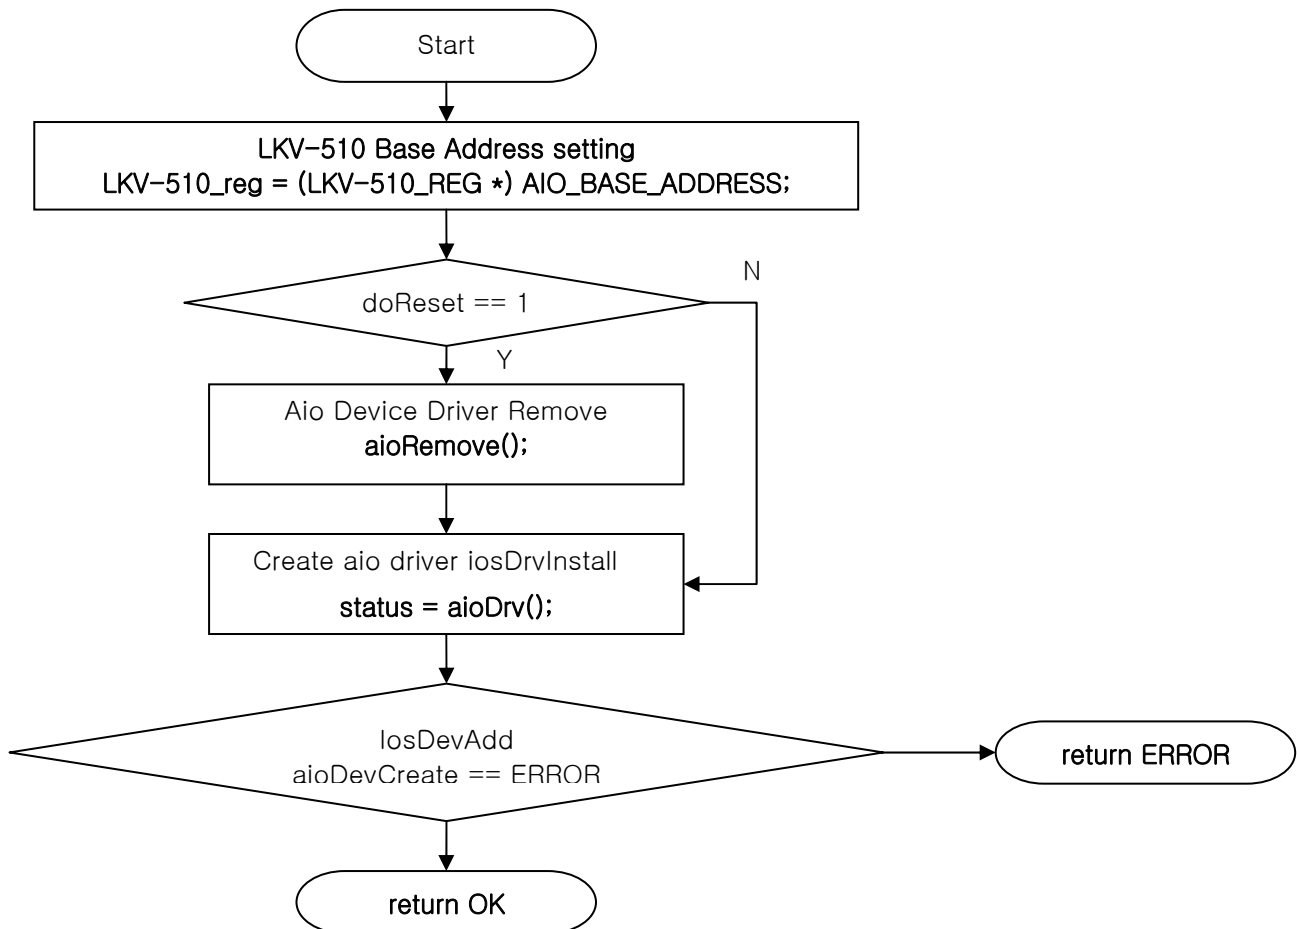 Start
LKV-510 Base Address setting
LKV-510_reg = (LKV-510_REG *) AIO_BASE_ADDRESS;
N
doReset == 1
Y
Aio Device Driver Remove
aioRemove();
Create aio driver iosDrvInstall
status = aioDrv();
IosDevAdd
aioDevCreate == ERROR
return ERROR
return OK